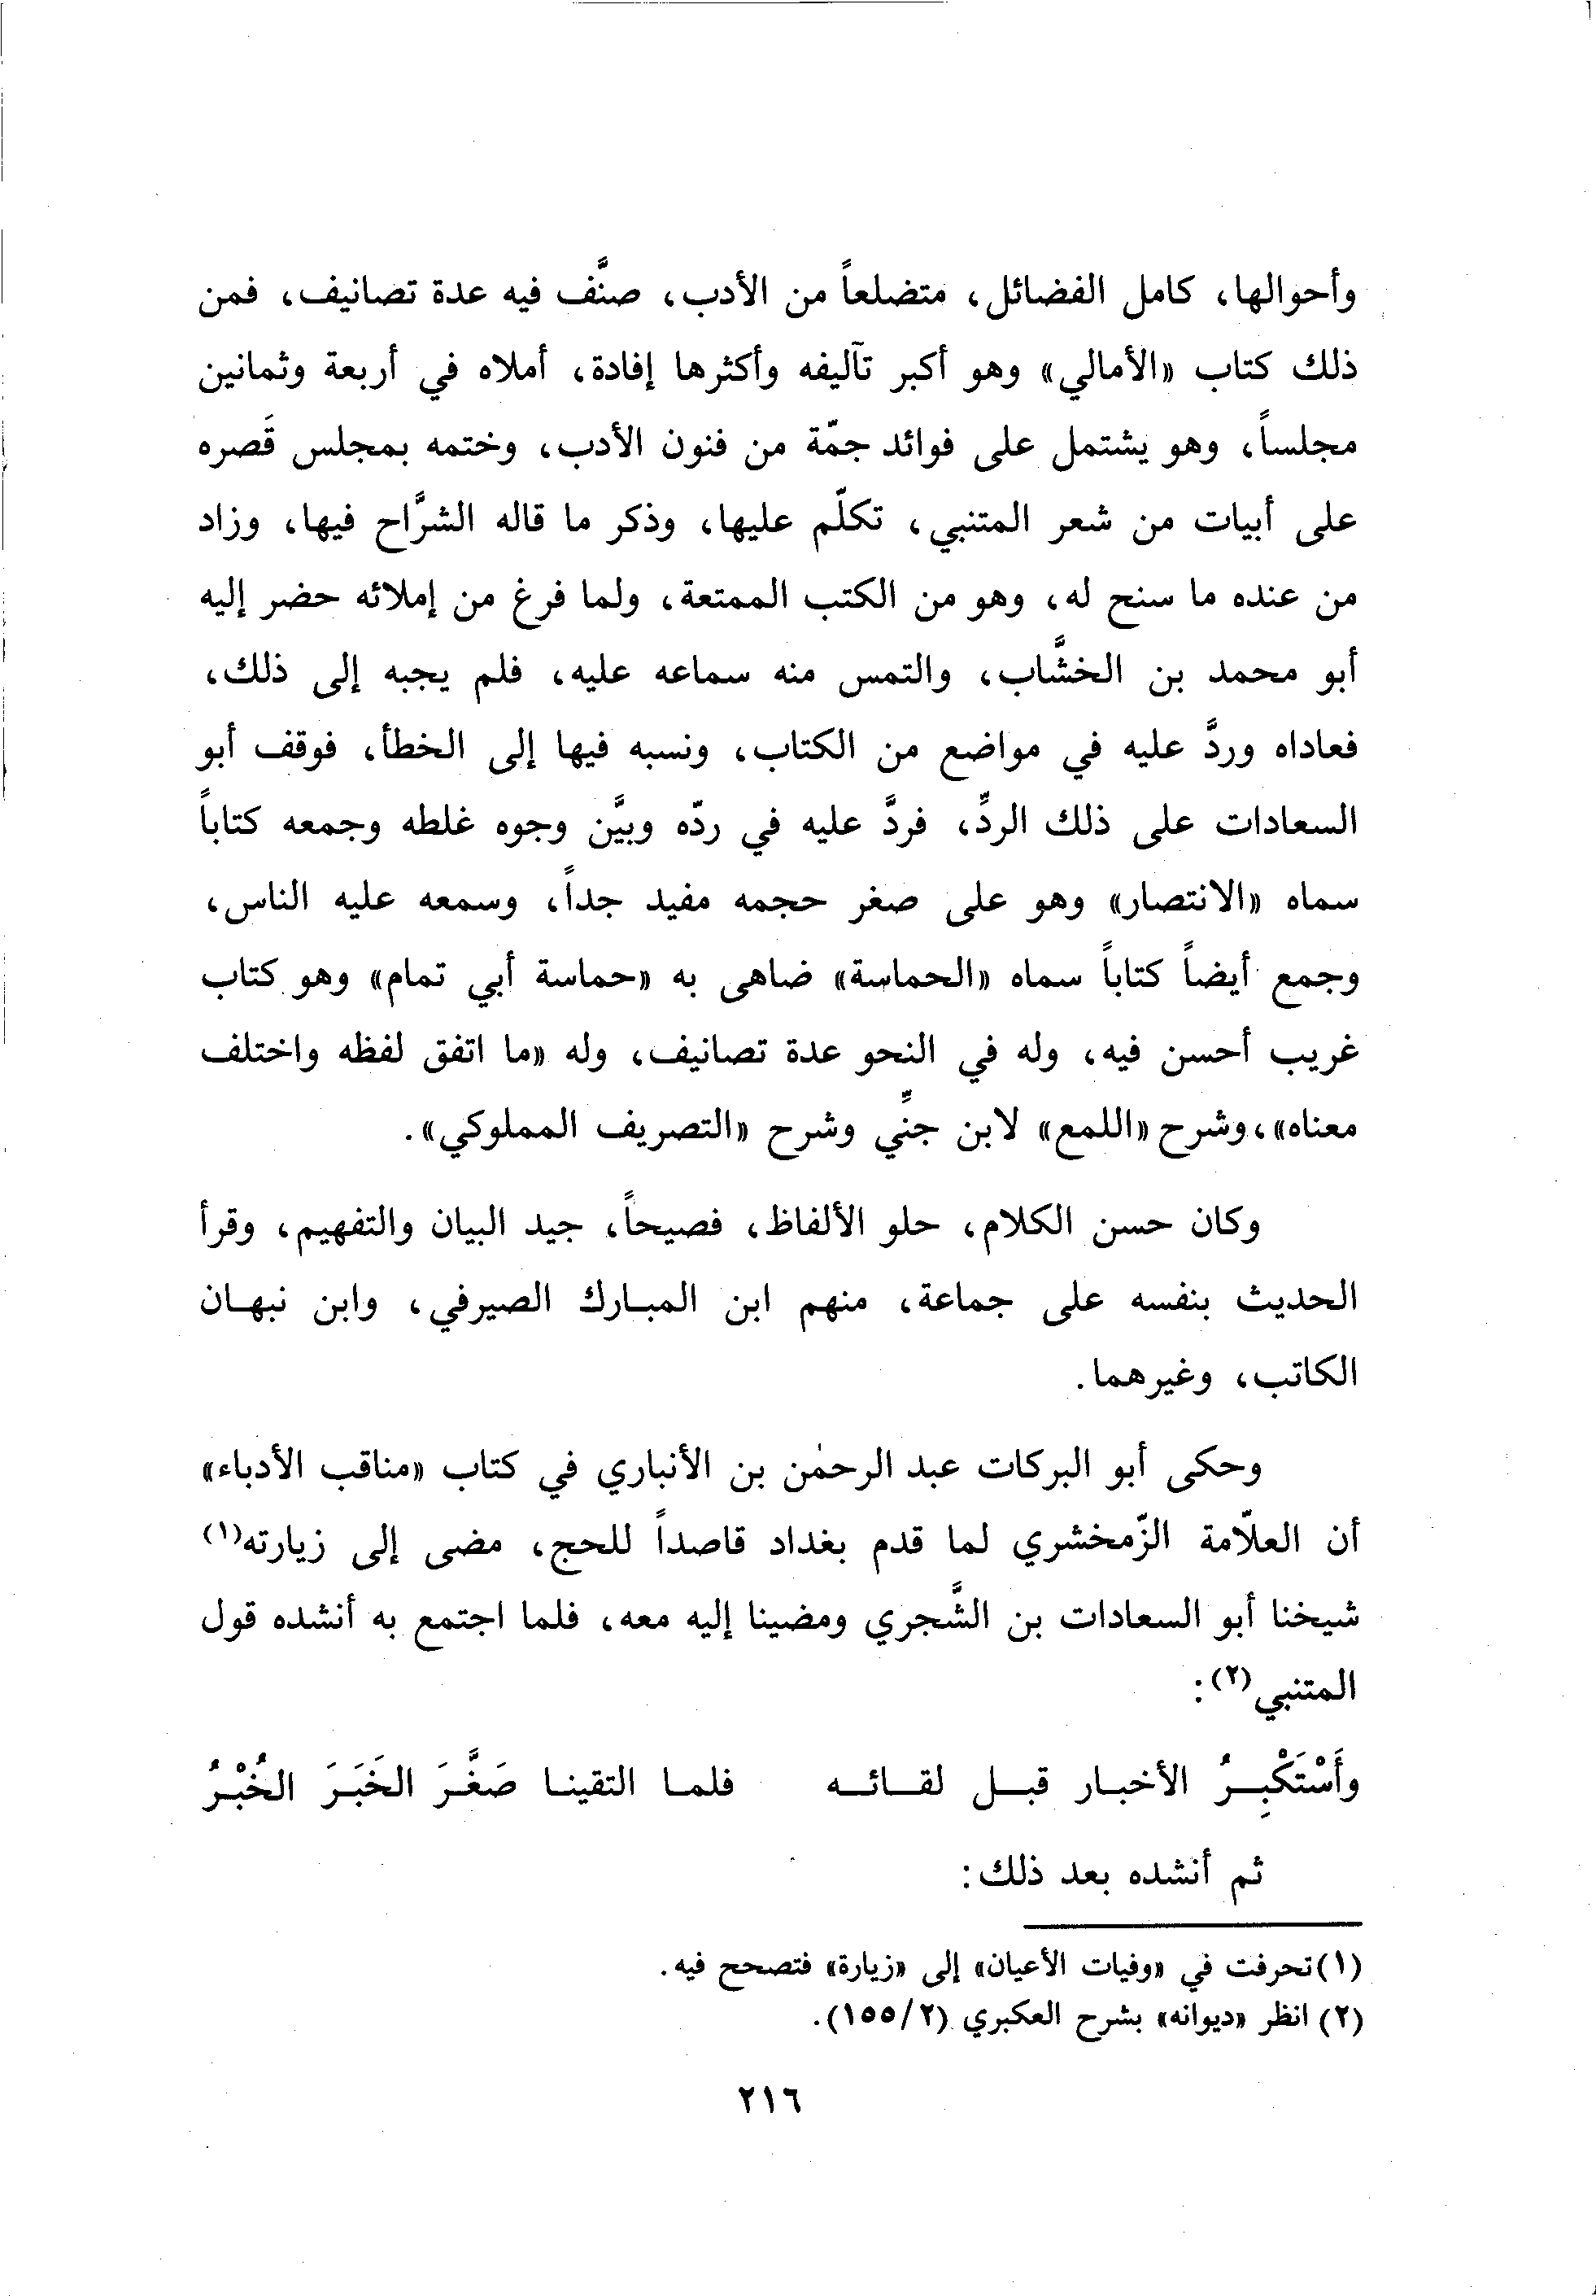 وأحوالها، كامل الفضائل، متضلعاً من الأدب، صنَّف فيه عدة تصانيف، فمن
ذلك كتاب «الأمالي» وهو أكبر تآليفه وأكثرها إفادة، أملاه في أربعة وثمانين
مجلساً، وهو يشتمل على فوائد جمّة من فنون الأدب، وختمه بمجلس قَصره
على أبيات من شعر المتنبي، تكلّم عليها، وذكر ما قاله الشرَّاح فيها، وزاد
من عنده ما سنح له، وهو من الكتب الممتعة، ولما فرغ من إملائه حضر إليه
أبو محمد بن الخشَّاب، والتمس منه سماعه عليه، فلم يجبه إلى ذلك،
فعاداه وردَّ عليه في مواضع من الكتاب، ونسبه فيها إلى الخطأ، فوقف أبو
السعادات على ذلك الردِّ، فردَّ عليه في ردّه وبيَّن وجوه غلطه وجمعه كتاباً
سماه «الانتصار» وهو على صغر حجمه مفيد جداً، وسمعه عليه الناس،
وجمع أيضاً كتاباً سماه «الحماسة» ضاهى به «حماسة أبي تمام» وهو كتاب
غريب أحسن فيه، وله في النحو عدة تصانيف، وله «ما اتفق لفظه واختلف
معناه»، وشرح «اللمع» لابن جنِّي وشرح «التصريف المملوكي».
وكان حسن الكلام، حلو الألفاظ، فصيحاً، جيد البيان والتفهيم، وقرأ
الحديث بنفسه على جماعة، منهم ابن المبارك الصيرفي، وابن نبهان
الكاتب، وغيرهما.
وحكى أبو البركات عبد الرحمٰن بن الأنباري في كتاب «مناقب الأدباء»
أن العلاّمة الزّمخشري لما قدم بغداد قاصداً للحج، مضى إلى زيارته(١)
شيخنا أبو السعادات بن الشَّجري ومضينا إليه معه، فلما اجتمع به أنشده قول
المتنبي(٢):
وأَسْتَكْبِرُ الأخبار قبل لقائه فلما التقينا صَغَّرَ الخَبَرَ الخُبْرُ
ثم أنشده بعد ذلك:
(١) تحرفت في «وفيات الأعيان» إلى «زيارة» فتصحح فيه.
(٢) انظر «ديوانه» بشرح العكبري (٢/١٥٥).
٢١٦